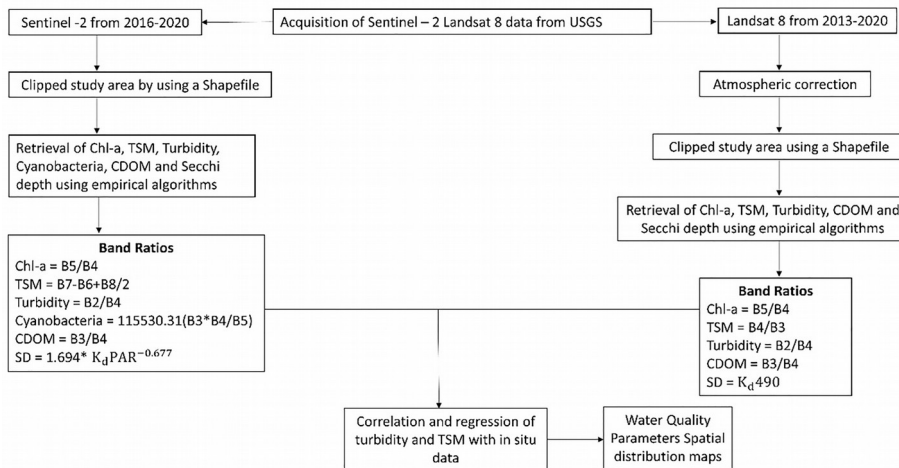 Acquisition of Sentinel – 2 Landsat 8 data from USGS
Sentinel -2 from 2016-2020
Clipped study area by using a Shapefile
Retrieval of Chl-a, TSM, Turbidity,
Cyanobacteria, CDOM and Secchi
depth using empirical algorithms
Band Ratios
Chl-a = B5/B4
TSM = B7-B6+B8/2
Turbidity = B2/B4
Cyanobacteria = 115530.31(B3*B4/B5)
CDOM = B3/B4
SD = 1.694* K_dPAR^−0.677
Landsat 8 from 2013-2020
Atmospheric correction
Clipped study area using a Shapefile
Retrieval of Chl-a, TSM, Turbidity, CDOM and
Secchi depth using empirical algorithms
Band Ratios
Chl-a = B5/B4
TSM = B4/B3
Turbidity = B2/B4
CDOM = B3/B4
SD = K_d490
Correlation and regression of
turbidity and TSM with in situ
data
Water Quality
Parameters Spatial
distribution maps